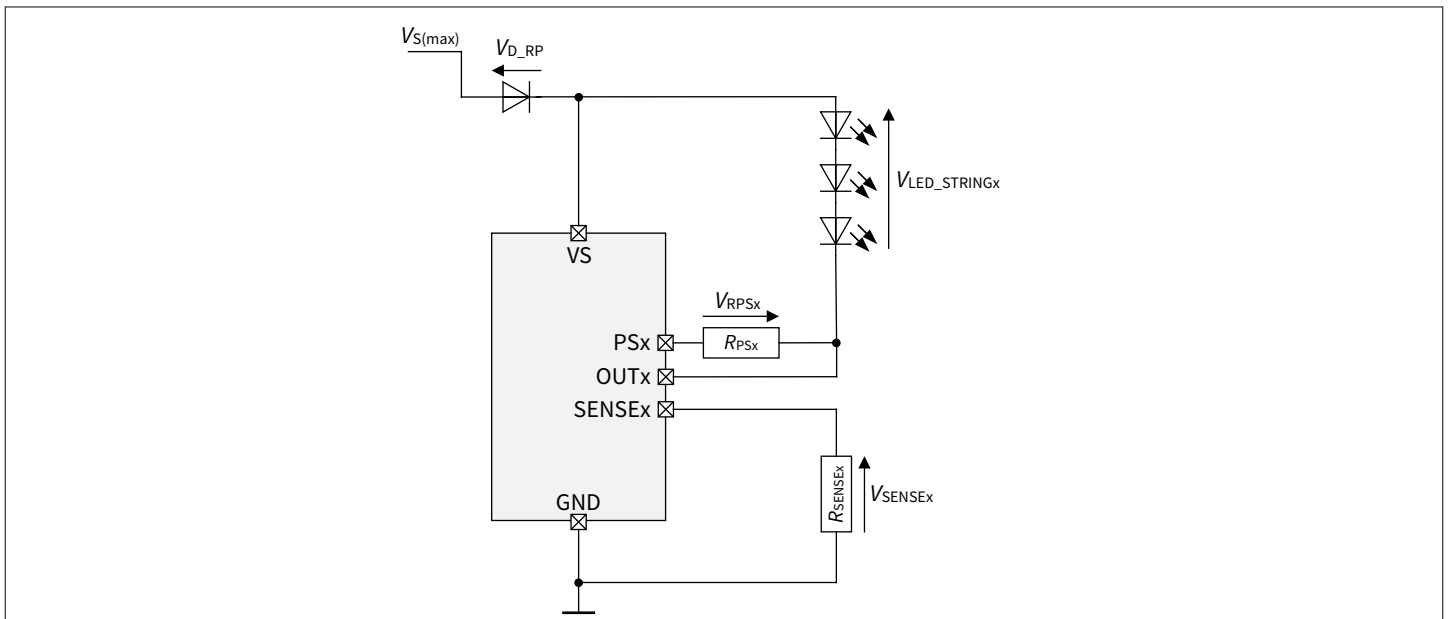 VS(max)
VD_RP
VLED_STRINGx
VS
VRPSx
PSx
RPSx
OUTx
SENSEx
RSENSEx
VSENSEx
GND